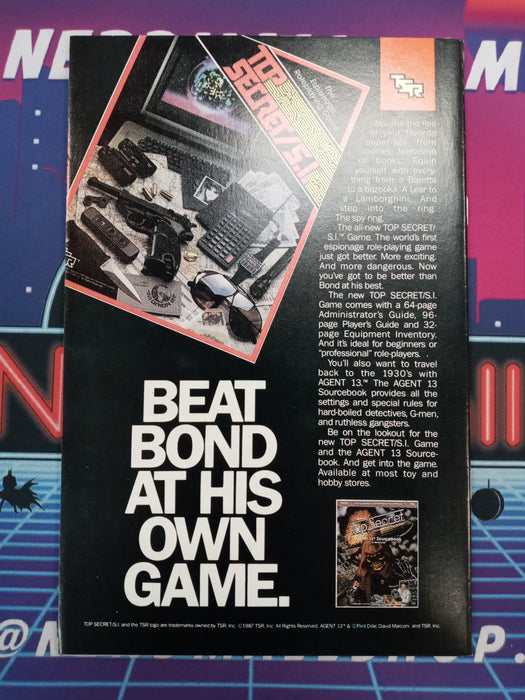 TSR
TOP
SECRET/S.I.
The
Espionage
Roleplaying
Assume the role
of your favorite
superspy from
movies, television
or books. Equip
yourself with every-
thing from a Baretta
to a bazooka. A Lear to
a Lamborghini. And
step into the ring.
The spy ring.
The all-new TOP SECRET/
S.I.™ Game. The world's first
espionage role-playing game
just got better. More exciting.
And more dangerous. Now
you've got to be better than
Bond at his best.
The new TOP SECRET/S.I.
Game comes with a 64-page
Administrator's Guide, 96-
page Player's Guide and 32-
page Equipment Inventory.
And it's ideal for beginners or
"professional" role-players.
You'll also want to travel
back to the 1930's with
AGENT 13.™ The AGENT 13
Sourcebook provides all the
settings and special rules for
hard-boiled detectives, G-men,
and ruthless gangsters.
Be on the lookout for the
new TOP SECRET/S.I. Game
and the AGENT 13 Source-
book. And get into the game.
Available at most toy and
hobby stores.
BEAT
BOND
AT HIS
OWN
GAME.
Top Secret
AGENT 13 Sourcebook
TOP SECRET/S.I. and the TSR logo are trademarks owned by TSR, Inc. ©1987 TSR, Inc. All Rights Reserved. AGENT 13™ & ©Flint Dille, David Marconi, and TSR, Inc.